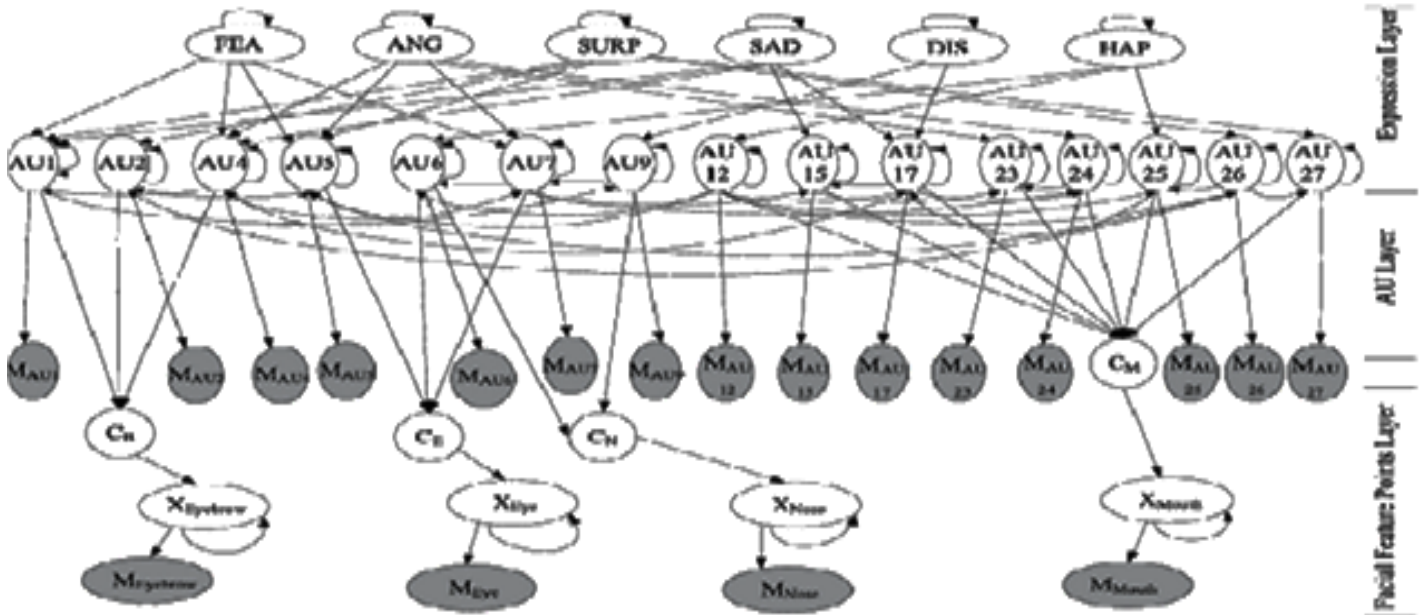 FEA ANG SURP SAD DIS HAP
Expression Layer
AU1 AU2 AU4 AU5 AU6 AU7 AU9 AU 12 AU 15 AU 17 AU 23 AU 24 AU 25 AU 26 AU 27
AU Layer
MAU1 MAU2 MAU4 MAU5 MAU6 MAU7 MAU9 MAU 12 MAU 15 MAU 17 MAU 23 MAU 24 CM MAU 25 MAU 26 MAU 27
CB CE CN
Facial Feature Points Layer
XEyebrow XEye XNose XMouth
MEyebrow MEye MNose MMouth